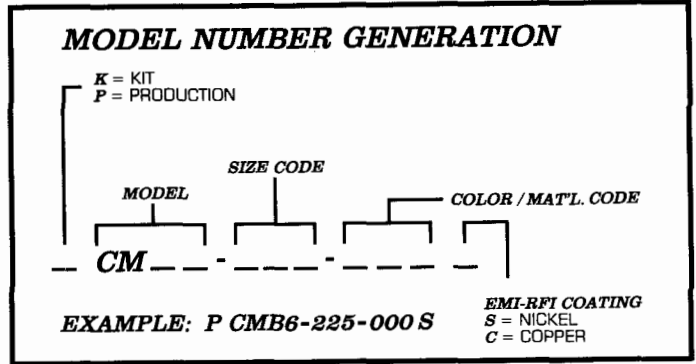 MODEL NUMBER GENERATION
K = KIT
P = PRODUCTION
SIZE CODE
MODEL
COLOR / MAT'L. CODE
_ CM_ _ - _ _ _ - _ _ _ _
EMI-RFI COATING
EXAMPLE: P CMB6-225-000 S
S = NICKEL
C = COPPER